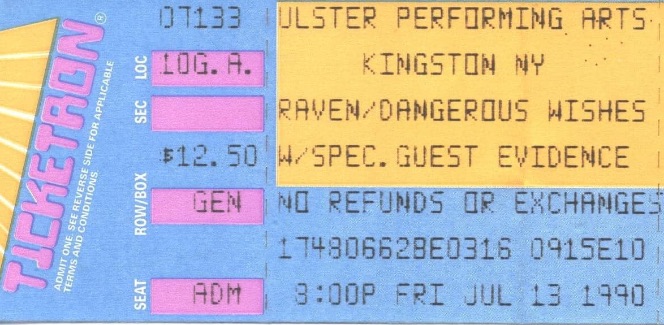 TICKETRON®
ADMIT ONE. SEE REVERSE SIDE FOR APPLICABLE
TERMS AND CONDITIONS
07133
LOC 10G.A.
SEC
$12.50
ROW/BOX GEN
SEAT ADM
ULSTER PERFORMING ARTS
KINGSTON NY
RAVEN/DANGEROUS WISHES
W/SPEC.GUEST EVIDENCE
NO REFUNDS OR EXCHANGES
174806628E0316 0915E10
8:00P FRI JUL 13 1990